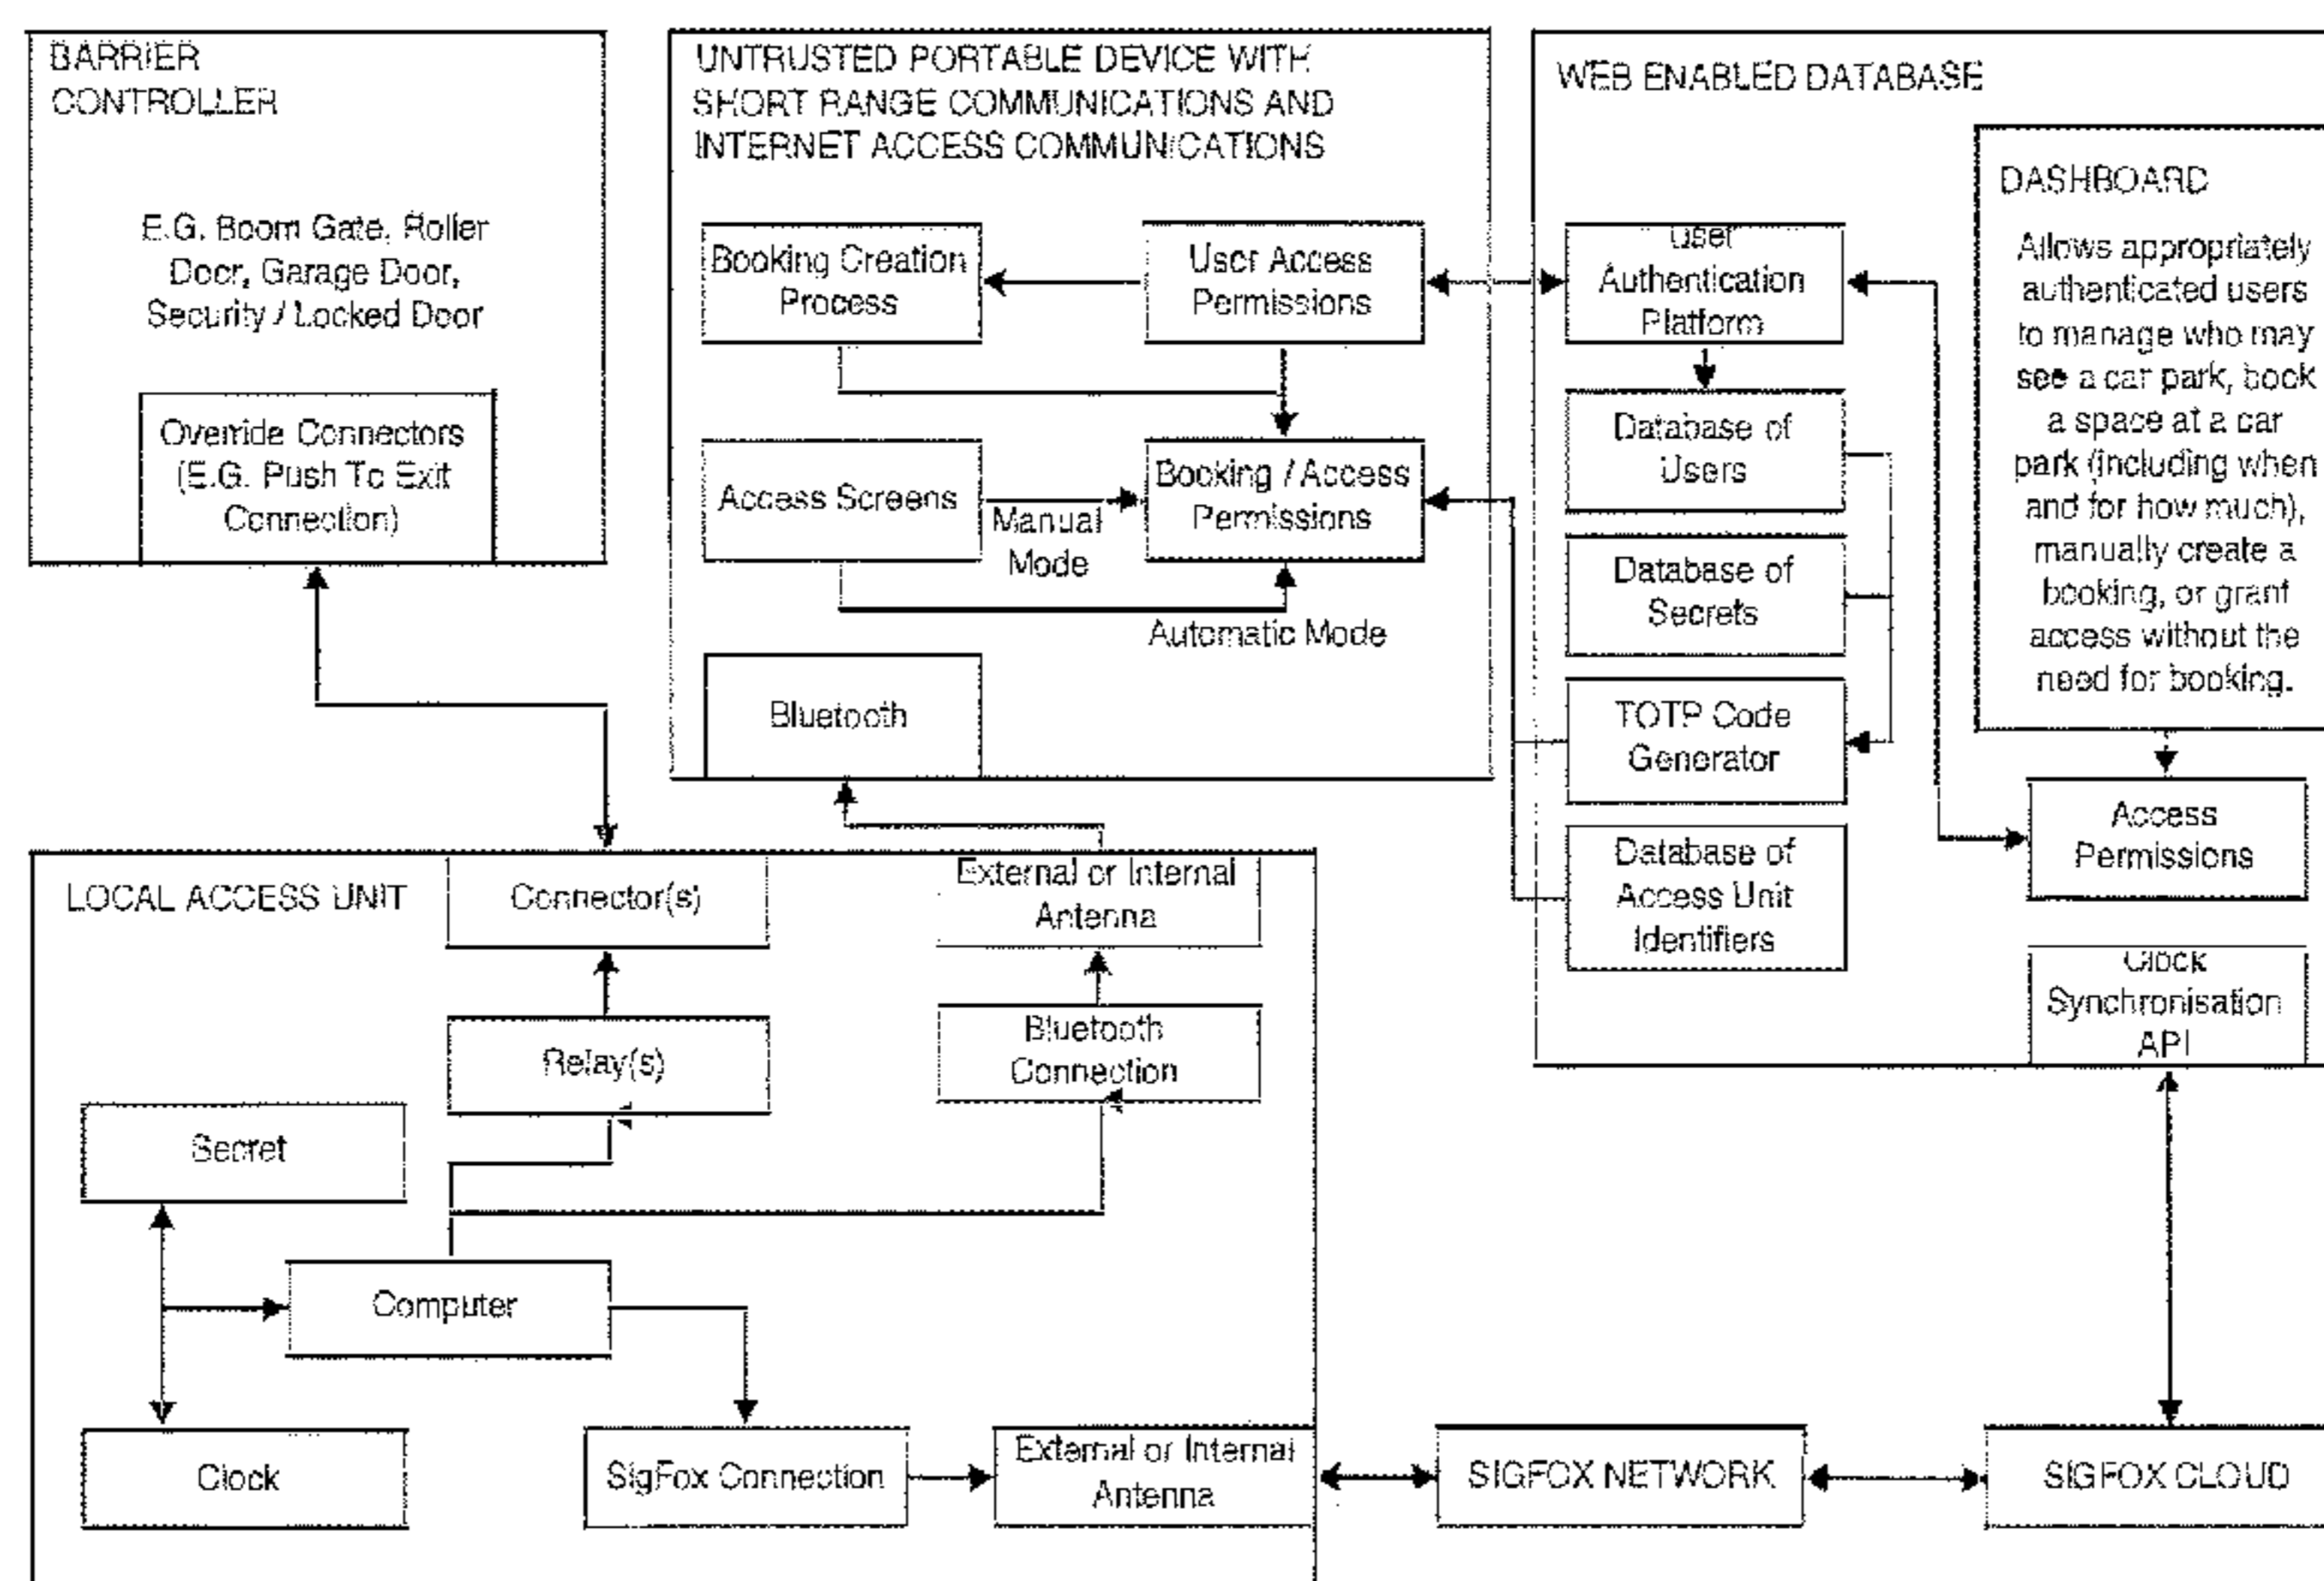 BARRIER
CONTROLLER
E.G. Boom Gate, Roller
Door, Garage Door,
Security / Locked Door
Override Connectors
(E.G. Push To Exit
Connection)
UNTRUSTED PORTABLE DEVICE WITH
SHORT RANGE COMMUNICATIONS AND
INTERNET ACCESS COMMUNICATIONS
Booking Creation
Process
User Access
Permissions
Access Screens
Manual
Mode
Booking / Access
Permissions
Automatic Mode
Bluetooth
WEB ENABLED DATABASE
User
Authentication
Platform
Database of
Users
Database of
Secrets
TOTP Code
Generator
Database of
Access Unit
Identifiers
DASHBOARD
Allows appropriately
authenticated users
to manage who may
see a car park, book
a space at a car
park (including when
and for how much),
manually create a
booking, or grant
access without the
need for booking.
Access
Permissions
Clock
Synchronisation
API
LOCAL ACCESS UNIT
Connector(s)
External or Internal
Antenna
Relay(s)
Bluetooth
Connection
Secret
Computer
Clock
SigFox Connection
External or Internal
Antenna
SIGFOX NETWORK
SIGFOX CLOUD